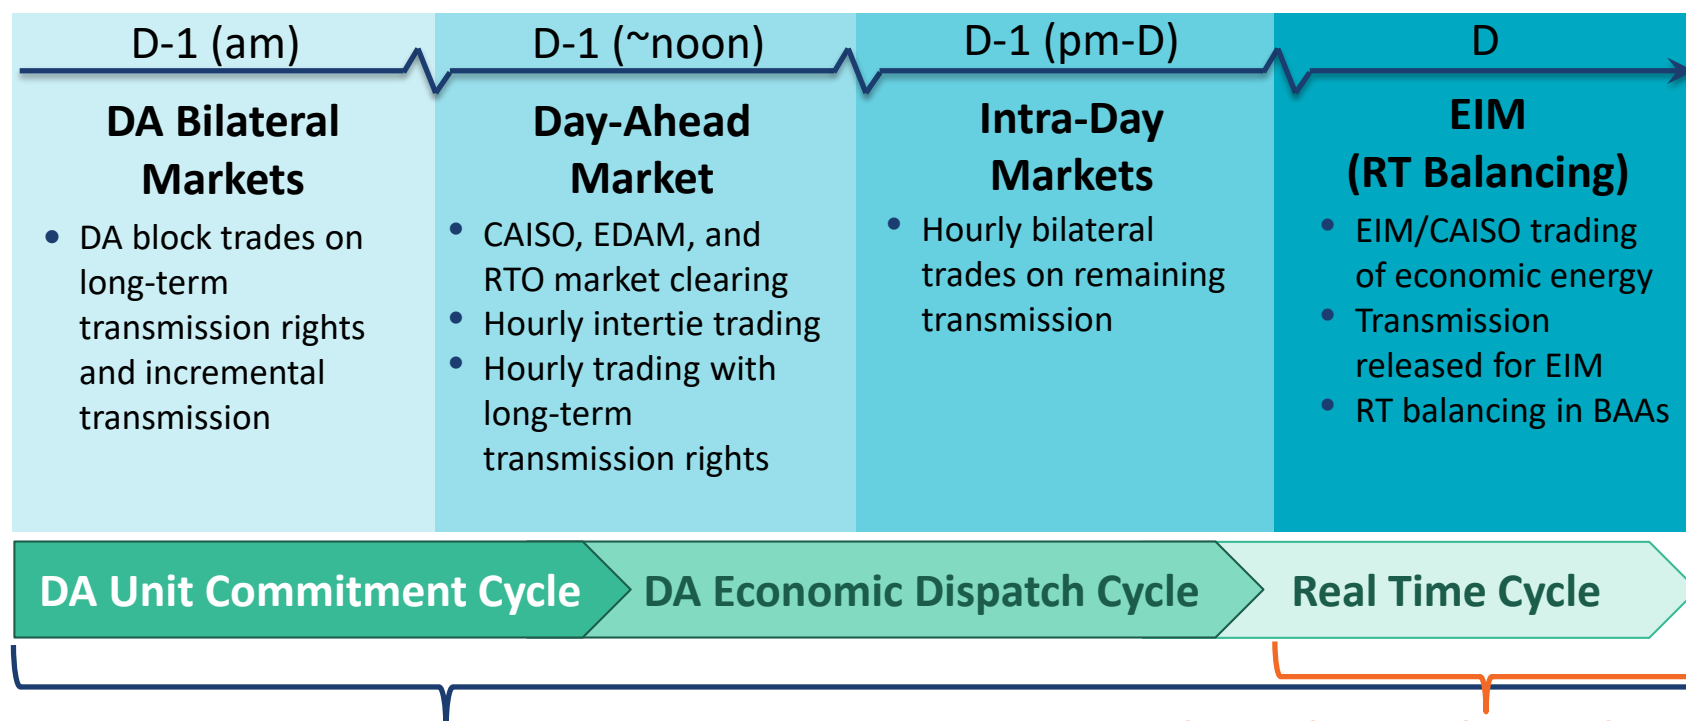 D-1 (am)
DA Bilateral
Markets
• DA block trades on
long-term
transmission rights
and incremental
transmission
D-1 (~noon)
Day-Ahead
Market
• CAISO, EDAM, and
RTO market clearing
• Hourly intertie trading
• Hourly trading with
long-term
transmission rights
D-1 (pm-D)
Intra-Day
Markets
• Hourly bilateral
trades on remaining
transmission
D
EIM
(RT Balancing)
• EIM/CAISO trading
of economic energy
• Transmission
released for EIM
• RT balancing in BAAs
DA Unit Commitment Cycle
DA Economic Dispatch Cycle
Real Time Cycle